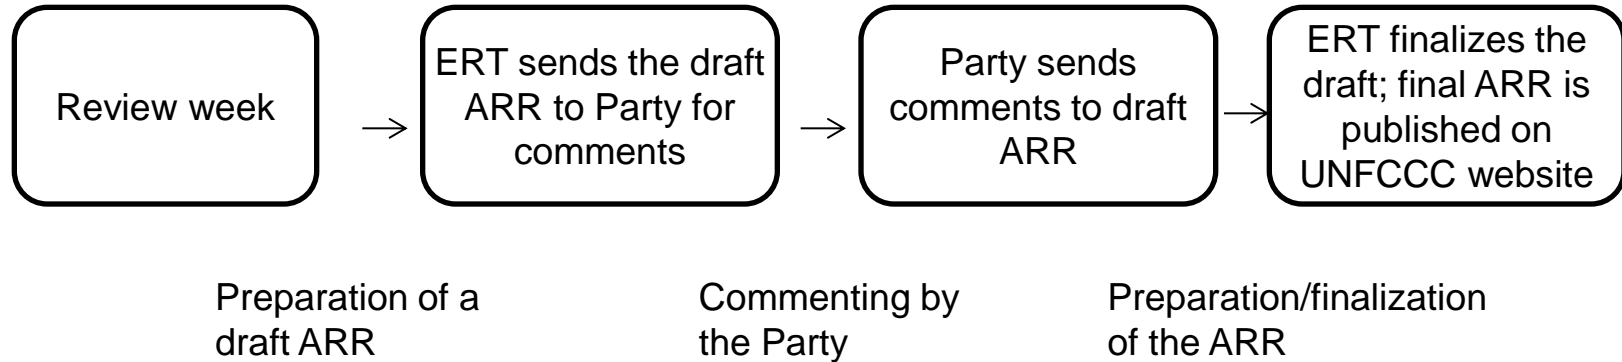 Review week
ERT sends the draft
ARR to Party for
comments
Party sends
comments to draft
ARR
ERT finalizes the
draft; final ARR is
published on
UNFCCC website
Preparation of a
draft ARR
Commenting by
the Party
Preparation/finalization
of the ARR